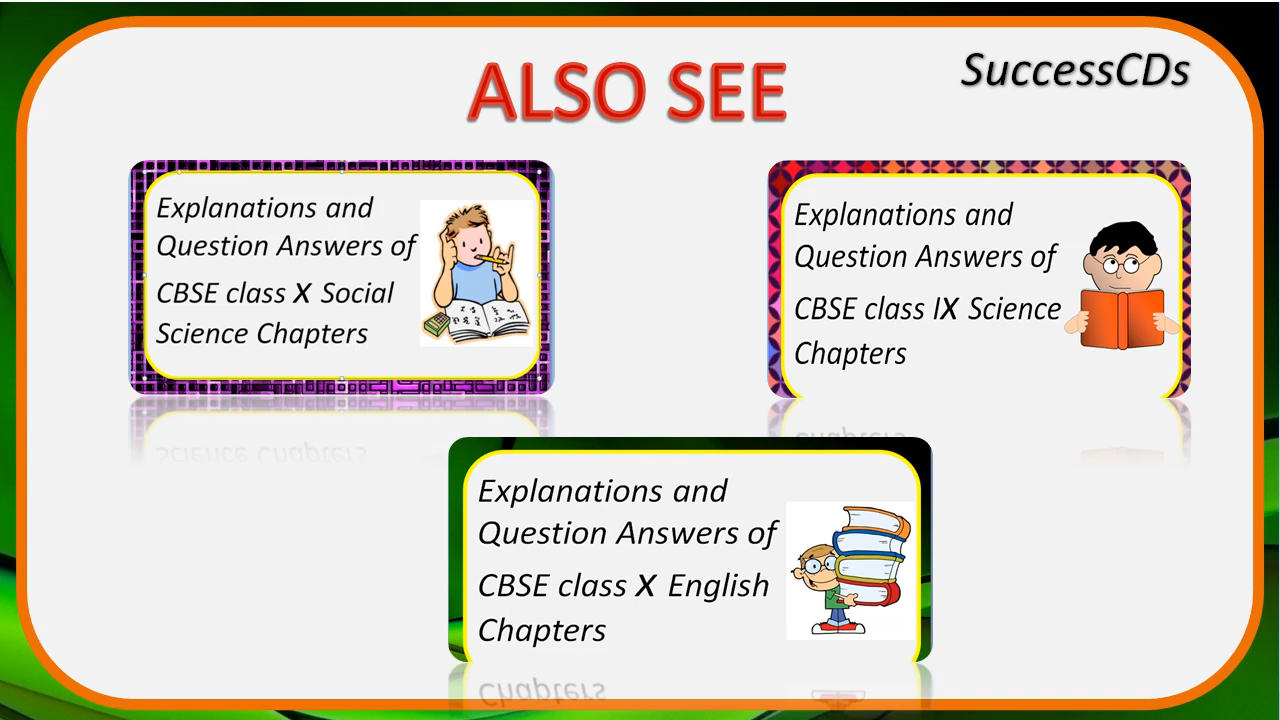 ALSO SEE
SuccessCDs
Explanations and
Question Answers of
CBSE class X Social
Science Chapters
Explanations and
Question Answers of
CBSE class IX Science
Chapters
Explanations and
Question Answers of
CBSE class X English
Chapters